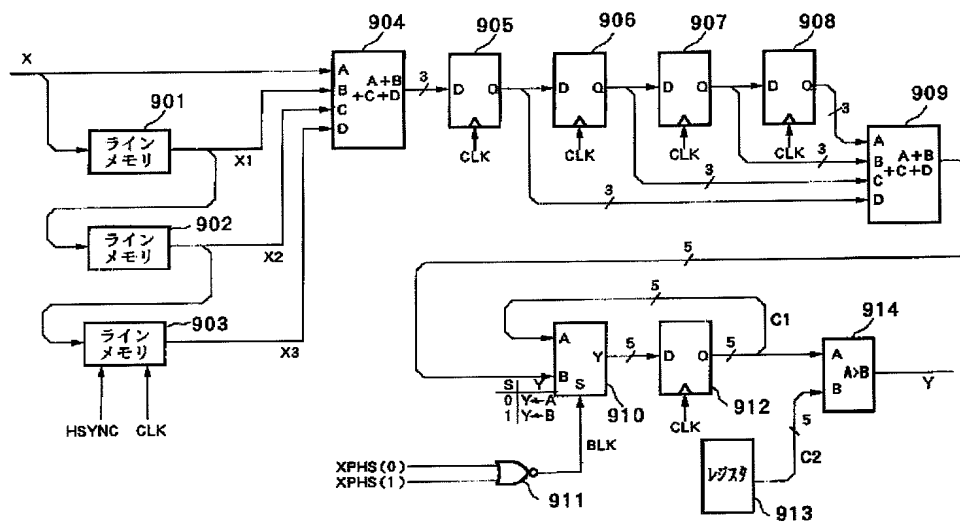 904
905
906
907
908
X
A
B
C
D
A+B
+C+D
3
D
Q
CLK
D
Q
CLK
D
Q
CLK
D
Q
CLK
3
3
3
3
909
A
B
C
D
A+B
+C+D
901
ライン
メモリ
X1
902
ライン
メモリ
X2
903
ライン
メモリ
X3
HSYNC
CLK
5
5
C1
A
B
Y
S
910
S Y
0 Y←A
1 Y←B
5
D
Q
5
CLK
912
914
A
B
A>B
Y
5
C2
レジスタ
913
BLK
XPHS(0)
XPHS(1)
911